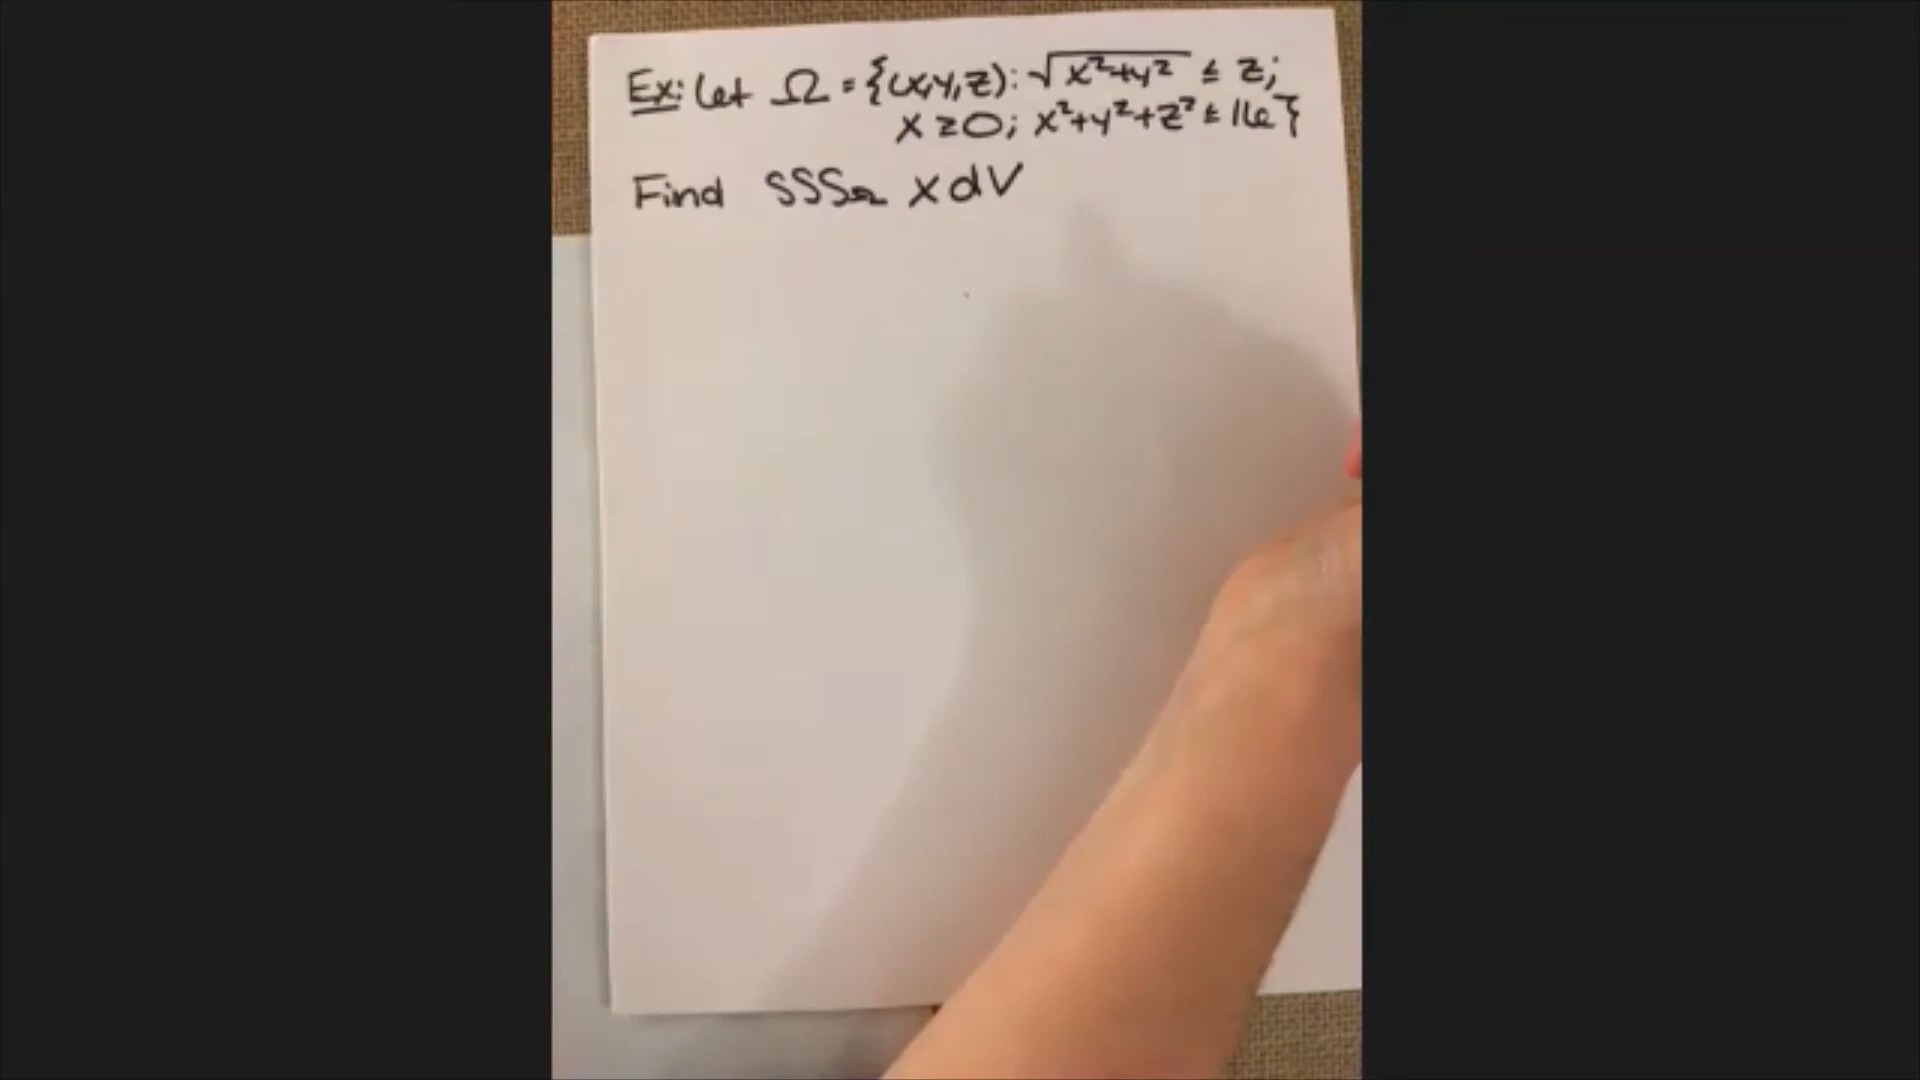 Ex: Let Ω = {(x,y,z): √x²+y² ≤ z;
x ≥ 0; x²+y²+z² ≤ 16}
Find ∫∫∫Ω x dV